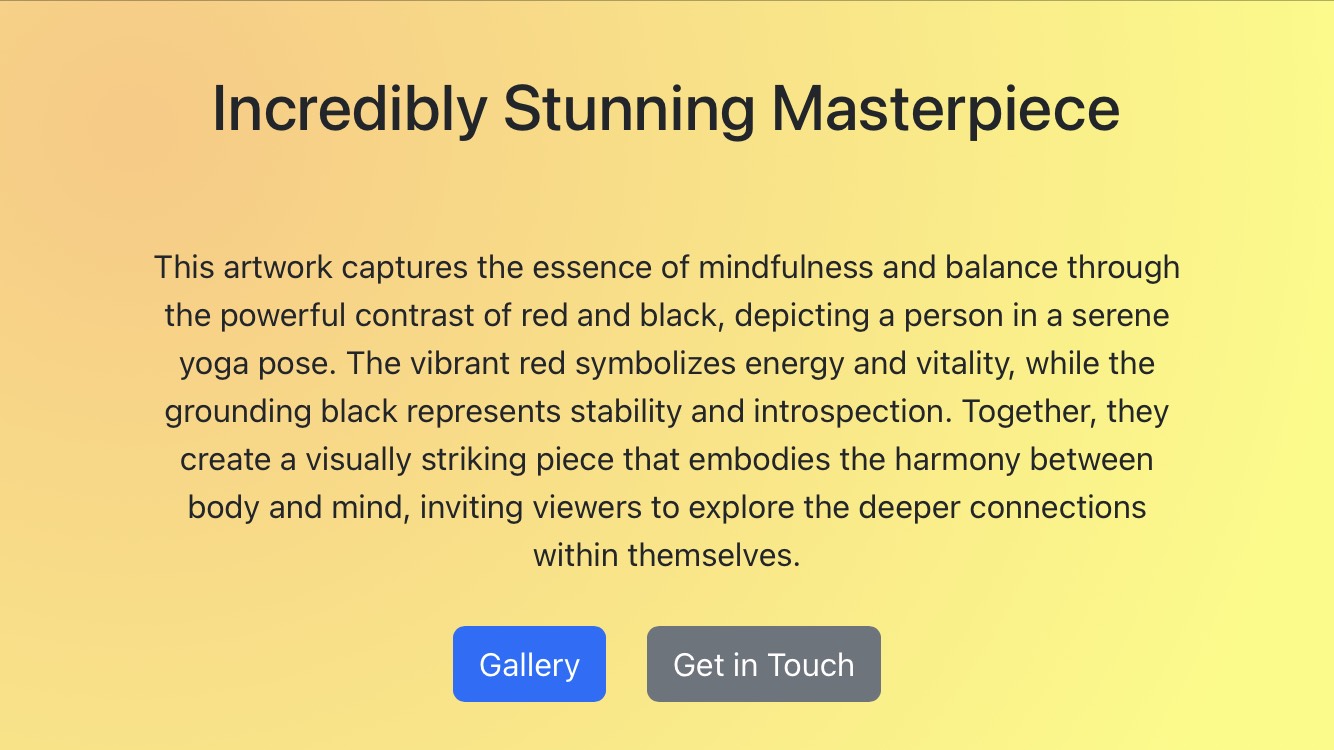 Incredibly Stunning Masterpiece
This artwork captures the essence of mindfulness and balance through
the powerful contrast of red and black, depicting a person in a serene
yoga pose. The vibrant red symbolizes energy and vitality, while the
grounding black represents stability and introspection. Together, they
create a visually striking piece that embodies the harmony between
body and mind, inviting viewers to explore the deeper connections
within themselves.
Gallery
Get in Touch